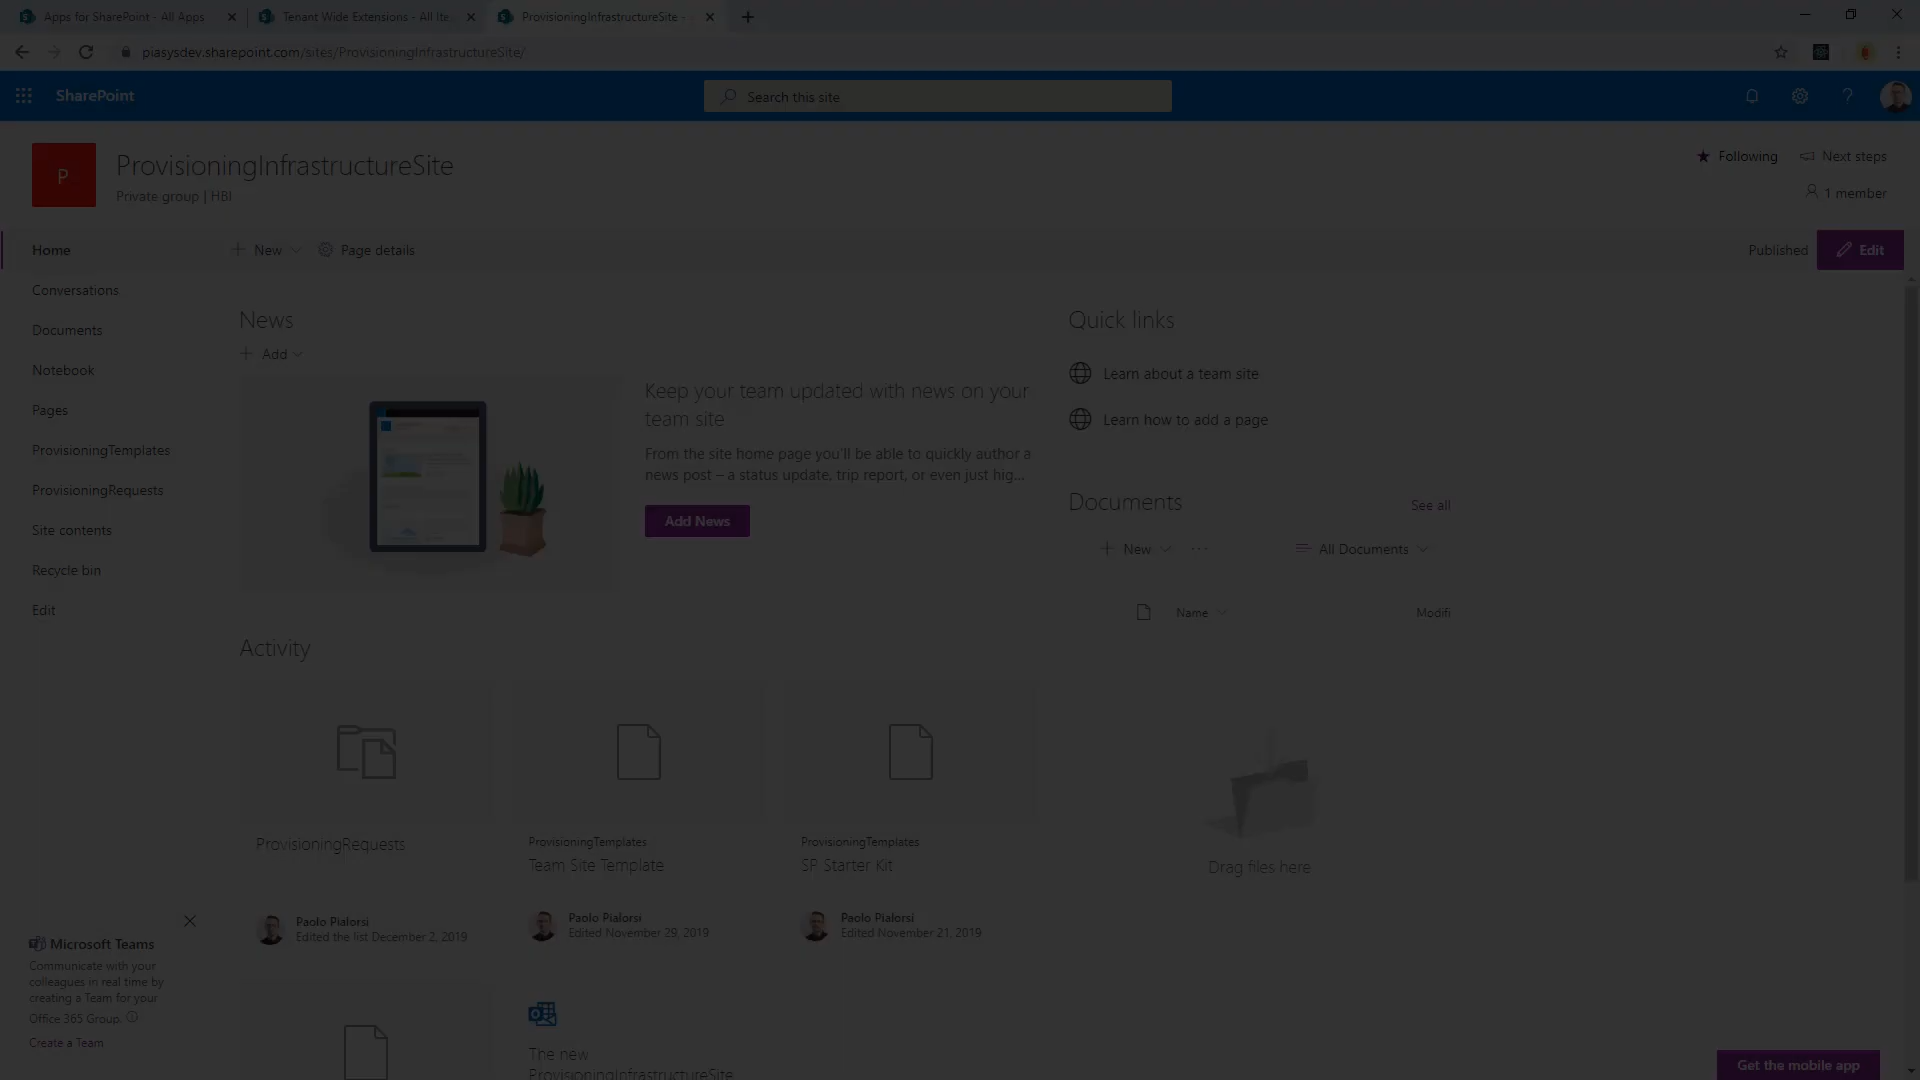 Apps for SharePoint - All Apps
Tenant Wide Extensions - All Ite
ProvisioningInfrastructureSite -
piasysdev.sharepoint.com/sites/ProvisioningInfrastructureSite/
SharePoint
Search this site
P
ProvisioningInfrastructureSite
Private group | HBI
Following
Next steps
1 member
Home
New
Page details
Published
Edit
Conversations
Documents
Notebook
Pages
ProvisioningTemplates
ProvisioningRequests
Site contents
Recycle bin
Edit
News
Add
Keep your team updated with news on your
team site
From the site home page you'll be able to quickly author a
news post – a status update, trip report, or even just hig...
Add News
Quick links
Learn about a team site
Learn how to add a page
Documents
See all
New
All Documents
Name
Modifi
Drag files here
Activity
ProvisioningRequests
Paolo Pialorsi
Edited the list December 2, 2019
ProvisioningTemplates
Team Site Template
Paolo Pialorsi
Edited November 29, 2019
ProvisioningTemplates
SP Starter Kit
Paolo Pialorsi
Edited November 21, 2019
The new
ProvisioningInfrastructureSite
Microsoft Teams
Communicate with your
colleagues in real time by
creating a Team for your
Office 365 Group.
Create a Team
Get the mobile app